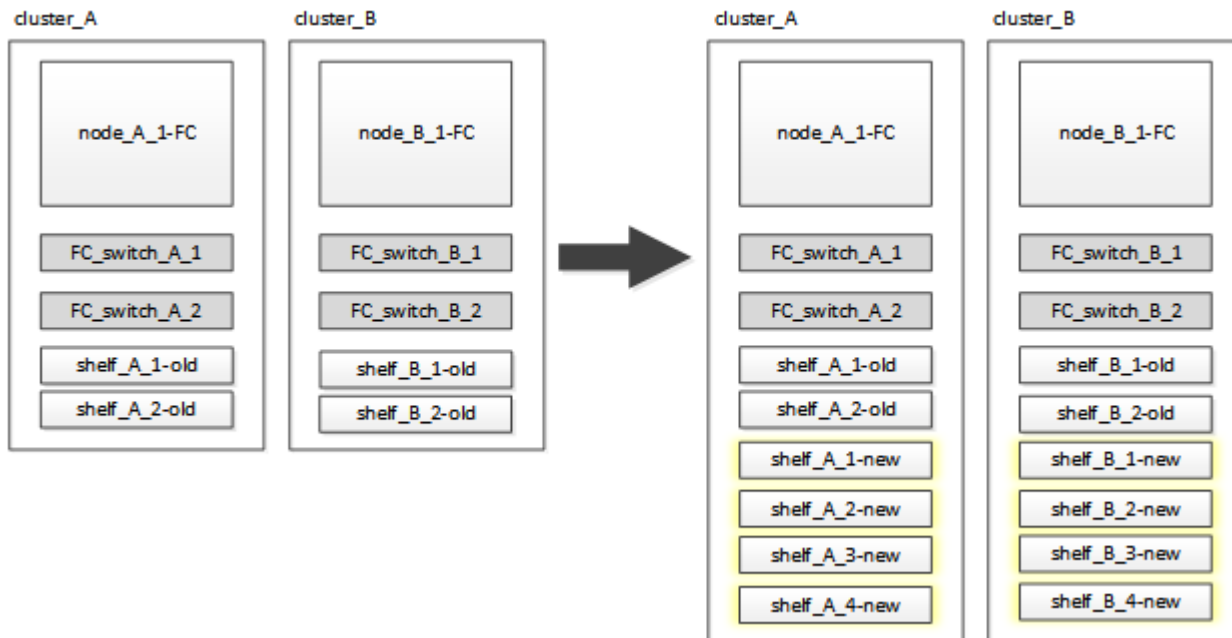 cluster_A
node_A_1-FC
FC_switch_A_1
FC_switch_A_2
shelf_A_1-old
shelf_A_2-old
cluster_B
node_B_1-FC
FC_switch_B_1
FC_switch_B_2
shelf_B_1-old
shelf_B_2-old
cluster_A
node_A_1-FC
FC_switch_A_1
FC_switch_A_2
shelf_A_1-old
shelf_A_2-old
shelf_A_1-new
shelf_A_2-new
shelf_A_3-new
shelf_A_4-new
cluster_B
node_B_1-FC
FC_switch_B_1
FC_switch_B_2
shelf_B_1-old
shelf_B_2-old
shelf_B_1-new
shelf_B_2-new
shelf_B_3-new
shelf_B_4-new